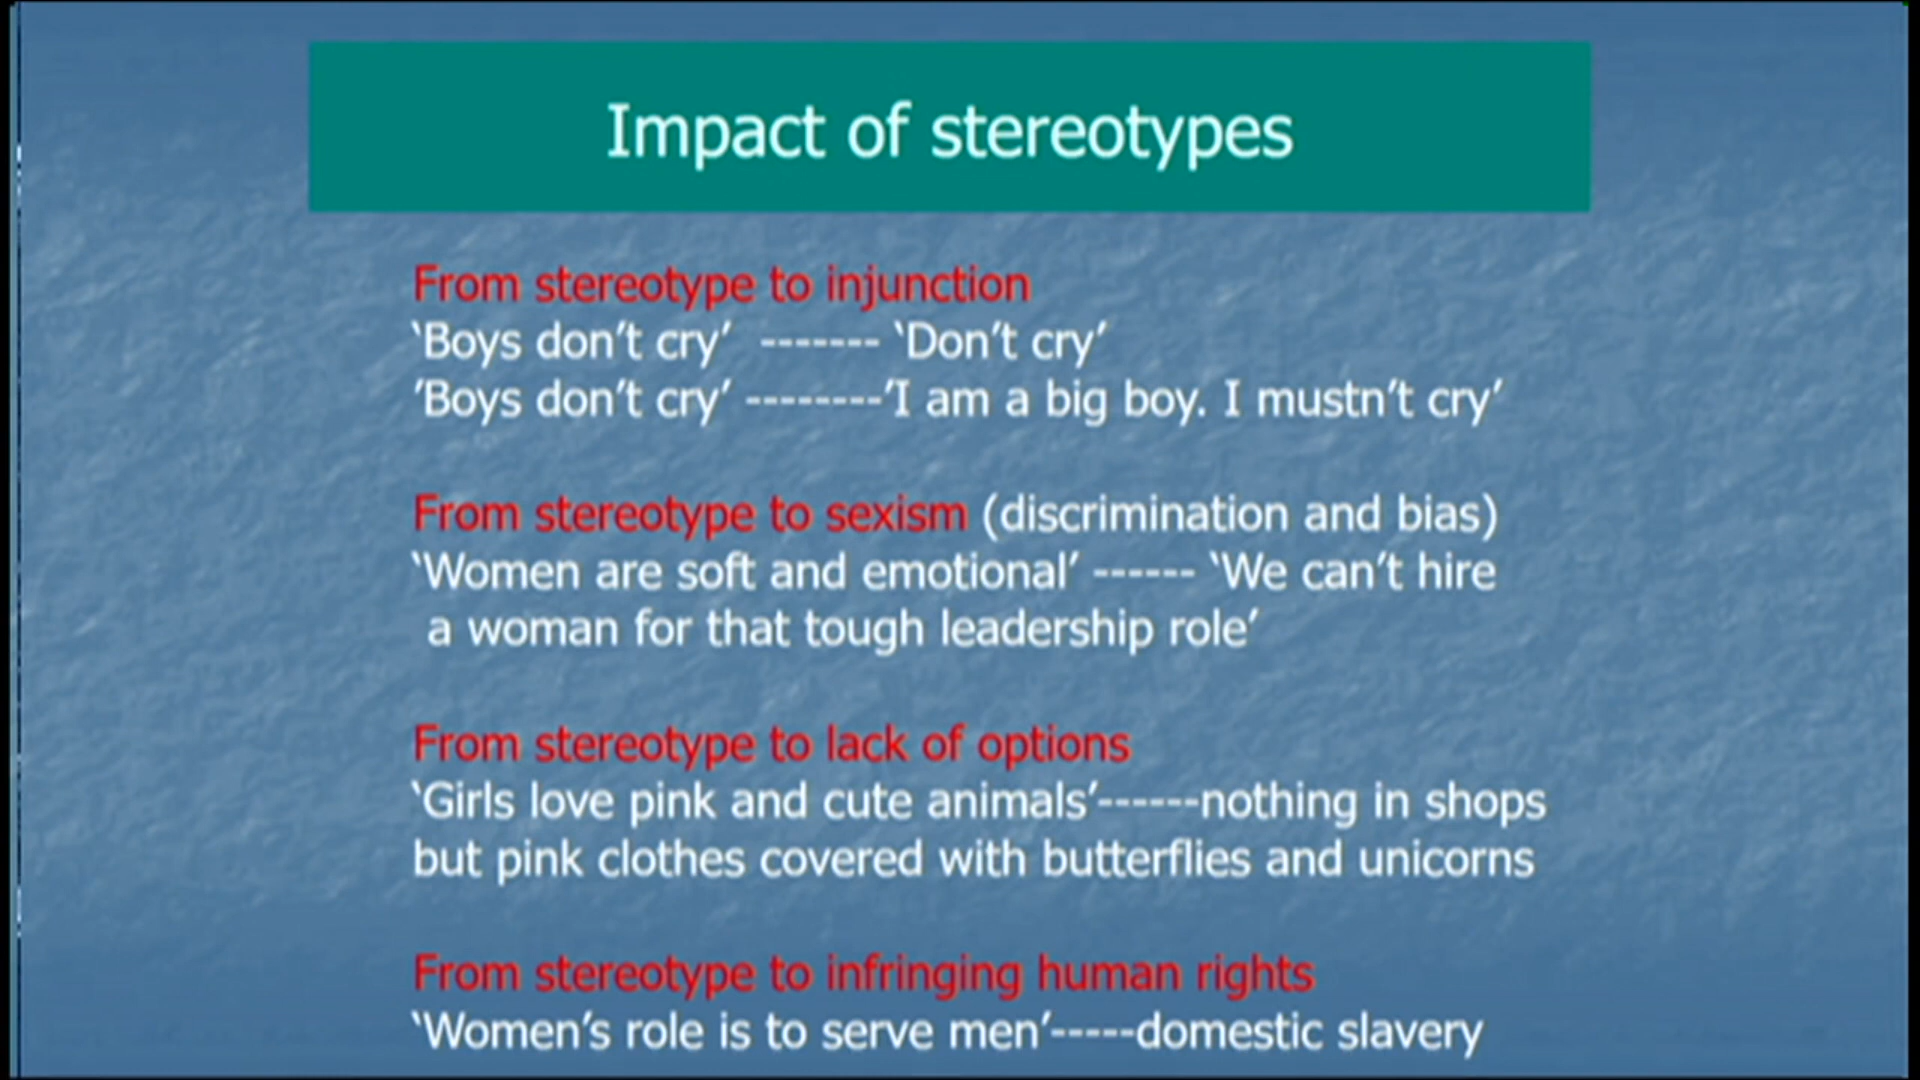 Impact of stereotypes
From stereotype to injunction
‘Boys don’t cry’ ------- ‘Don’t cry’
’Boys don’t cry’ --------’I am a big boy. I mustn’t cry’
From stereotype to sexism (discrimination and bias)
‘Women are soft and emotional’ ------ ‘We can’t hire
a woman for that tough leadership role’
From stereotype to lack of options
‘Girls love pink and cute animals’------nothing in shops
but pink clothes covered with butterflies and unicorns
From stereotype to infringing human rights
‘Women’s role is to serve men’-----domestic slavery